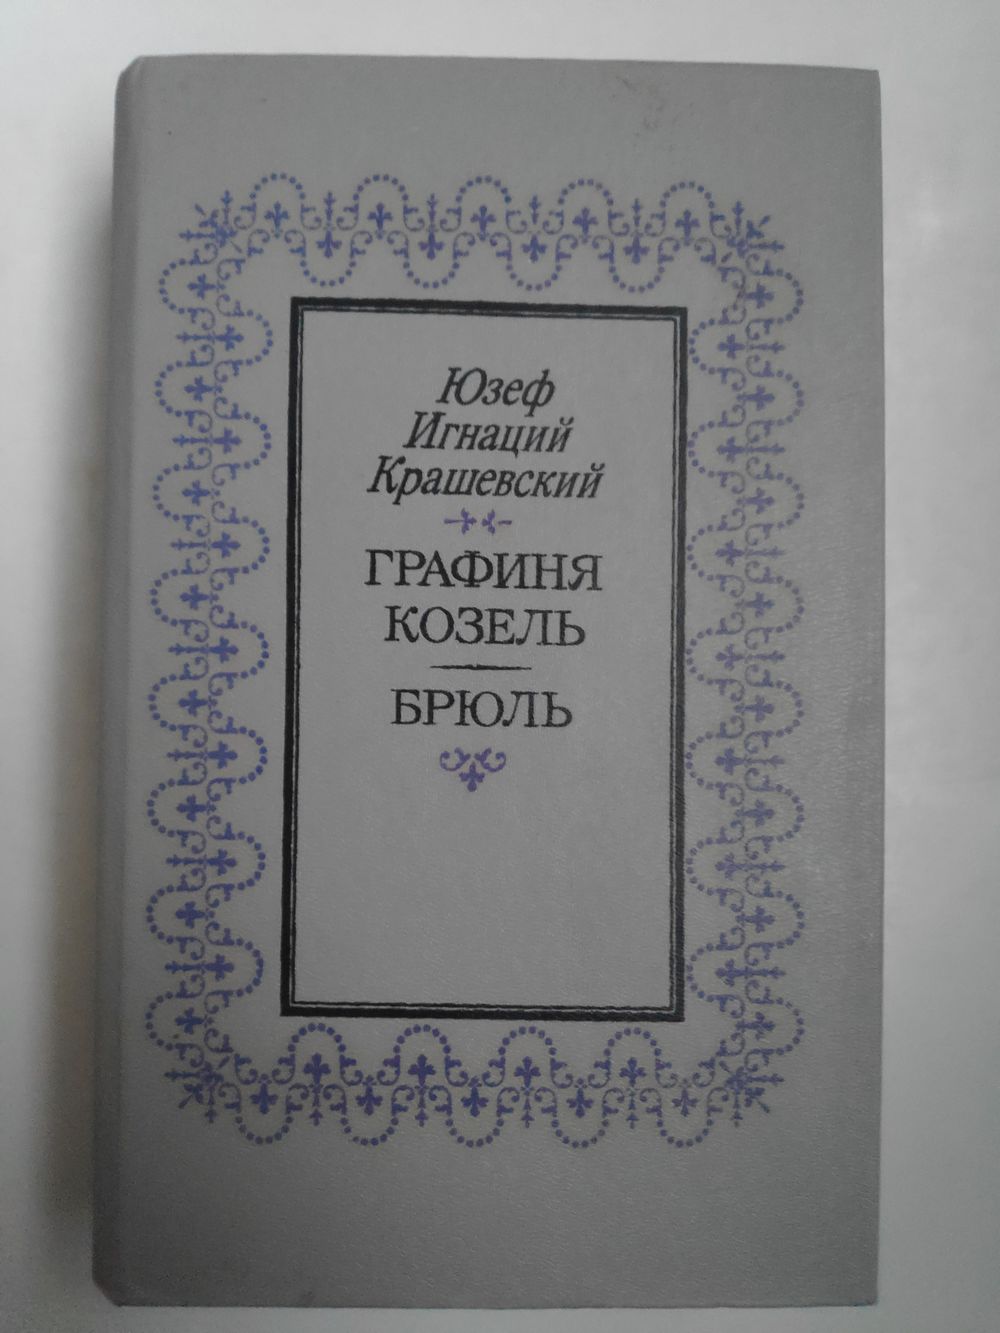 Юзеф
Игнаций
Крашевский
ГРАФИНЯ
КОЗЕЛЬ
БРЮЛЬ